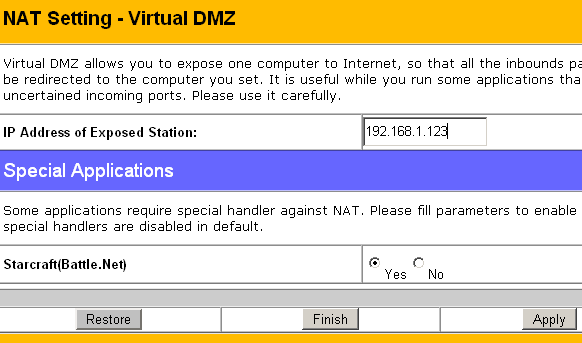 NAT Setting - Virtual DMZ
Virtual DMZ allows you to expose one computer to Internet, so that all the inbounds
be redirected to the computer you set. It is useful while you run some applications
uncertained incoming ports. Please use it carefully.
IP Address of Exposed Station: 192.168.1.123
Special Applications
Some applications require special handler against NAT. Please fill parameters to enable
special handlers are disabled in default.
Starcraft(Battle.Net) Yes No
Restore Finish Apply